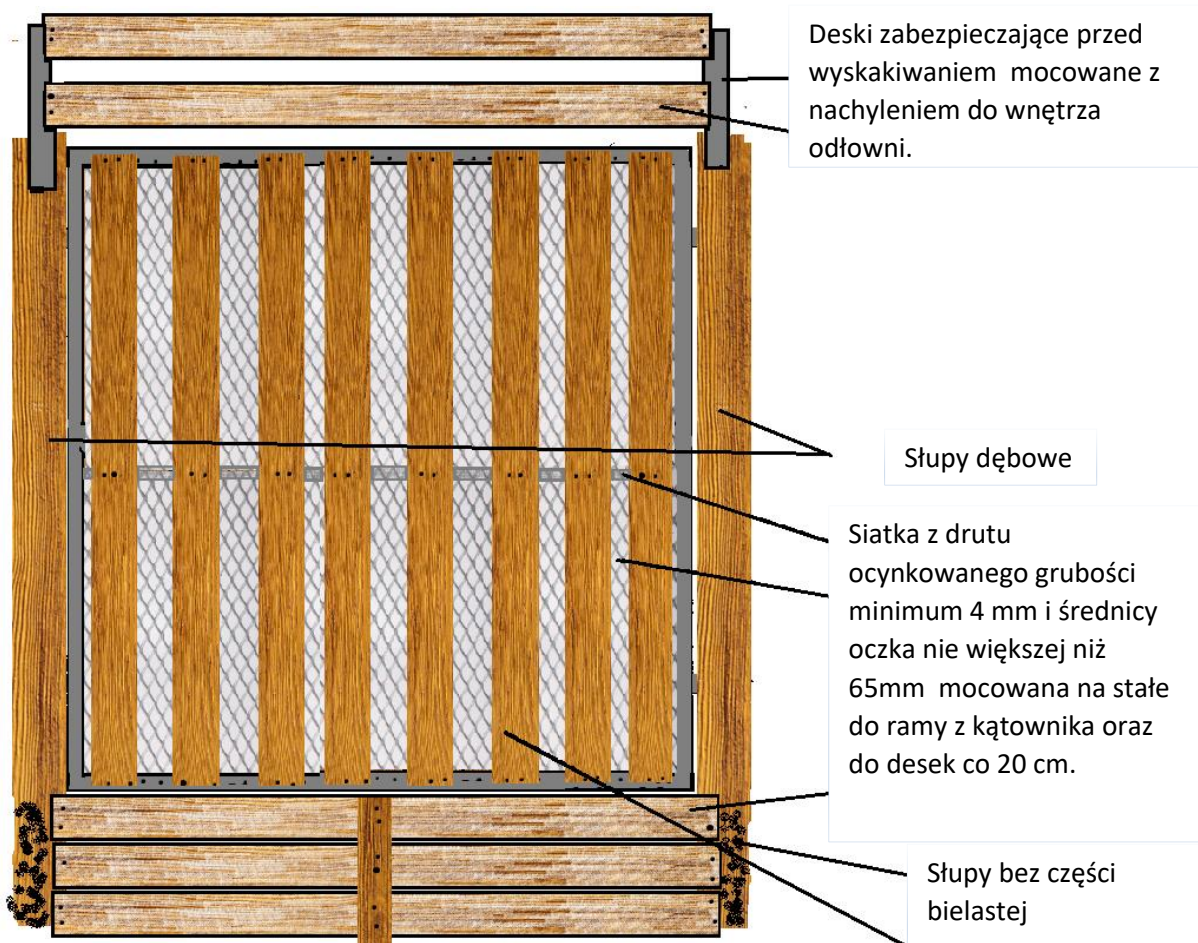 Deski zabezpieczające przed
wyskakiwaniem mocowane z
nachyleniem do wnętrza
odłowni.
Słupy dębowe
Siatka z drutu
ocynkowanego grubości
minimum 4 mm i średnicy
oczka nie większej niż
65mm mocowana na stałe
do ramy z kątownika oraz
do desek co 20 cm.
Słupy bez części
bielastej